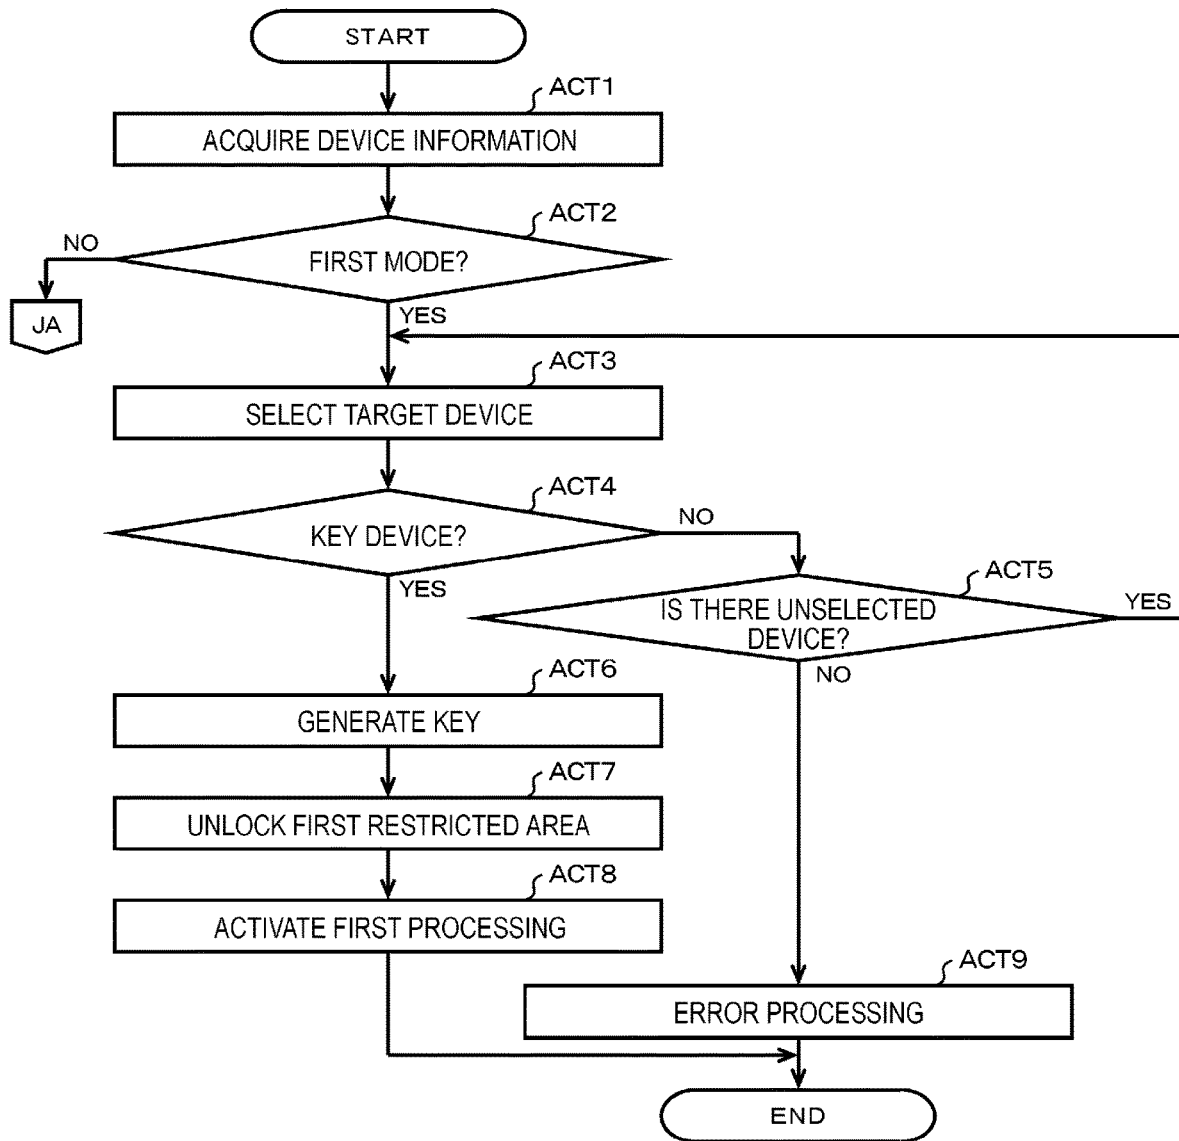 START
ACT1
ACQUIRE DEVICE INFORMATION
ACT2
NO
FIRST MODE?
JA
YES
ACT3
SELECT TARGET DEVICE
ACT4
NO
KEY DEVICE?
YES
ACT5
YES
IS THERE UNSELECTED
DEVICE?
NO
ACT6
GENERATE KEY
ACT7
UNLOCK FIRST RESTRICTED AREA
ACT8
ACTIVATE FIRST PROCESSING
ACT9
ERROR PROCESSING
END